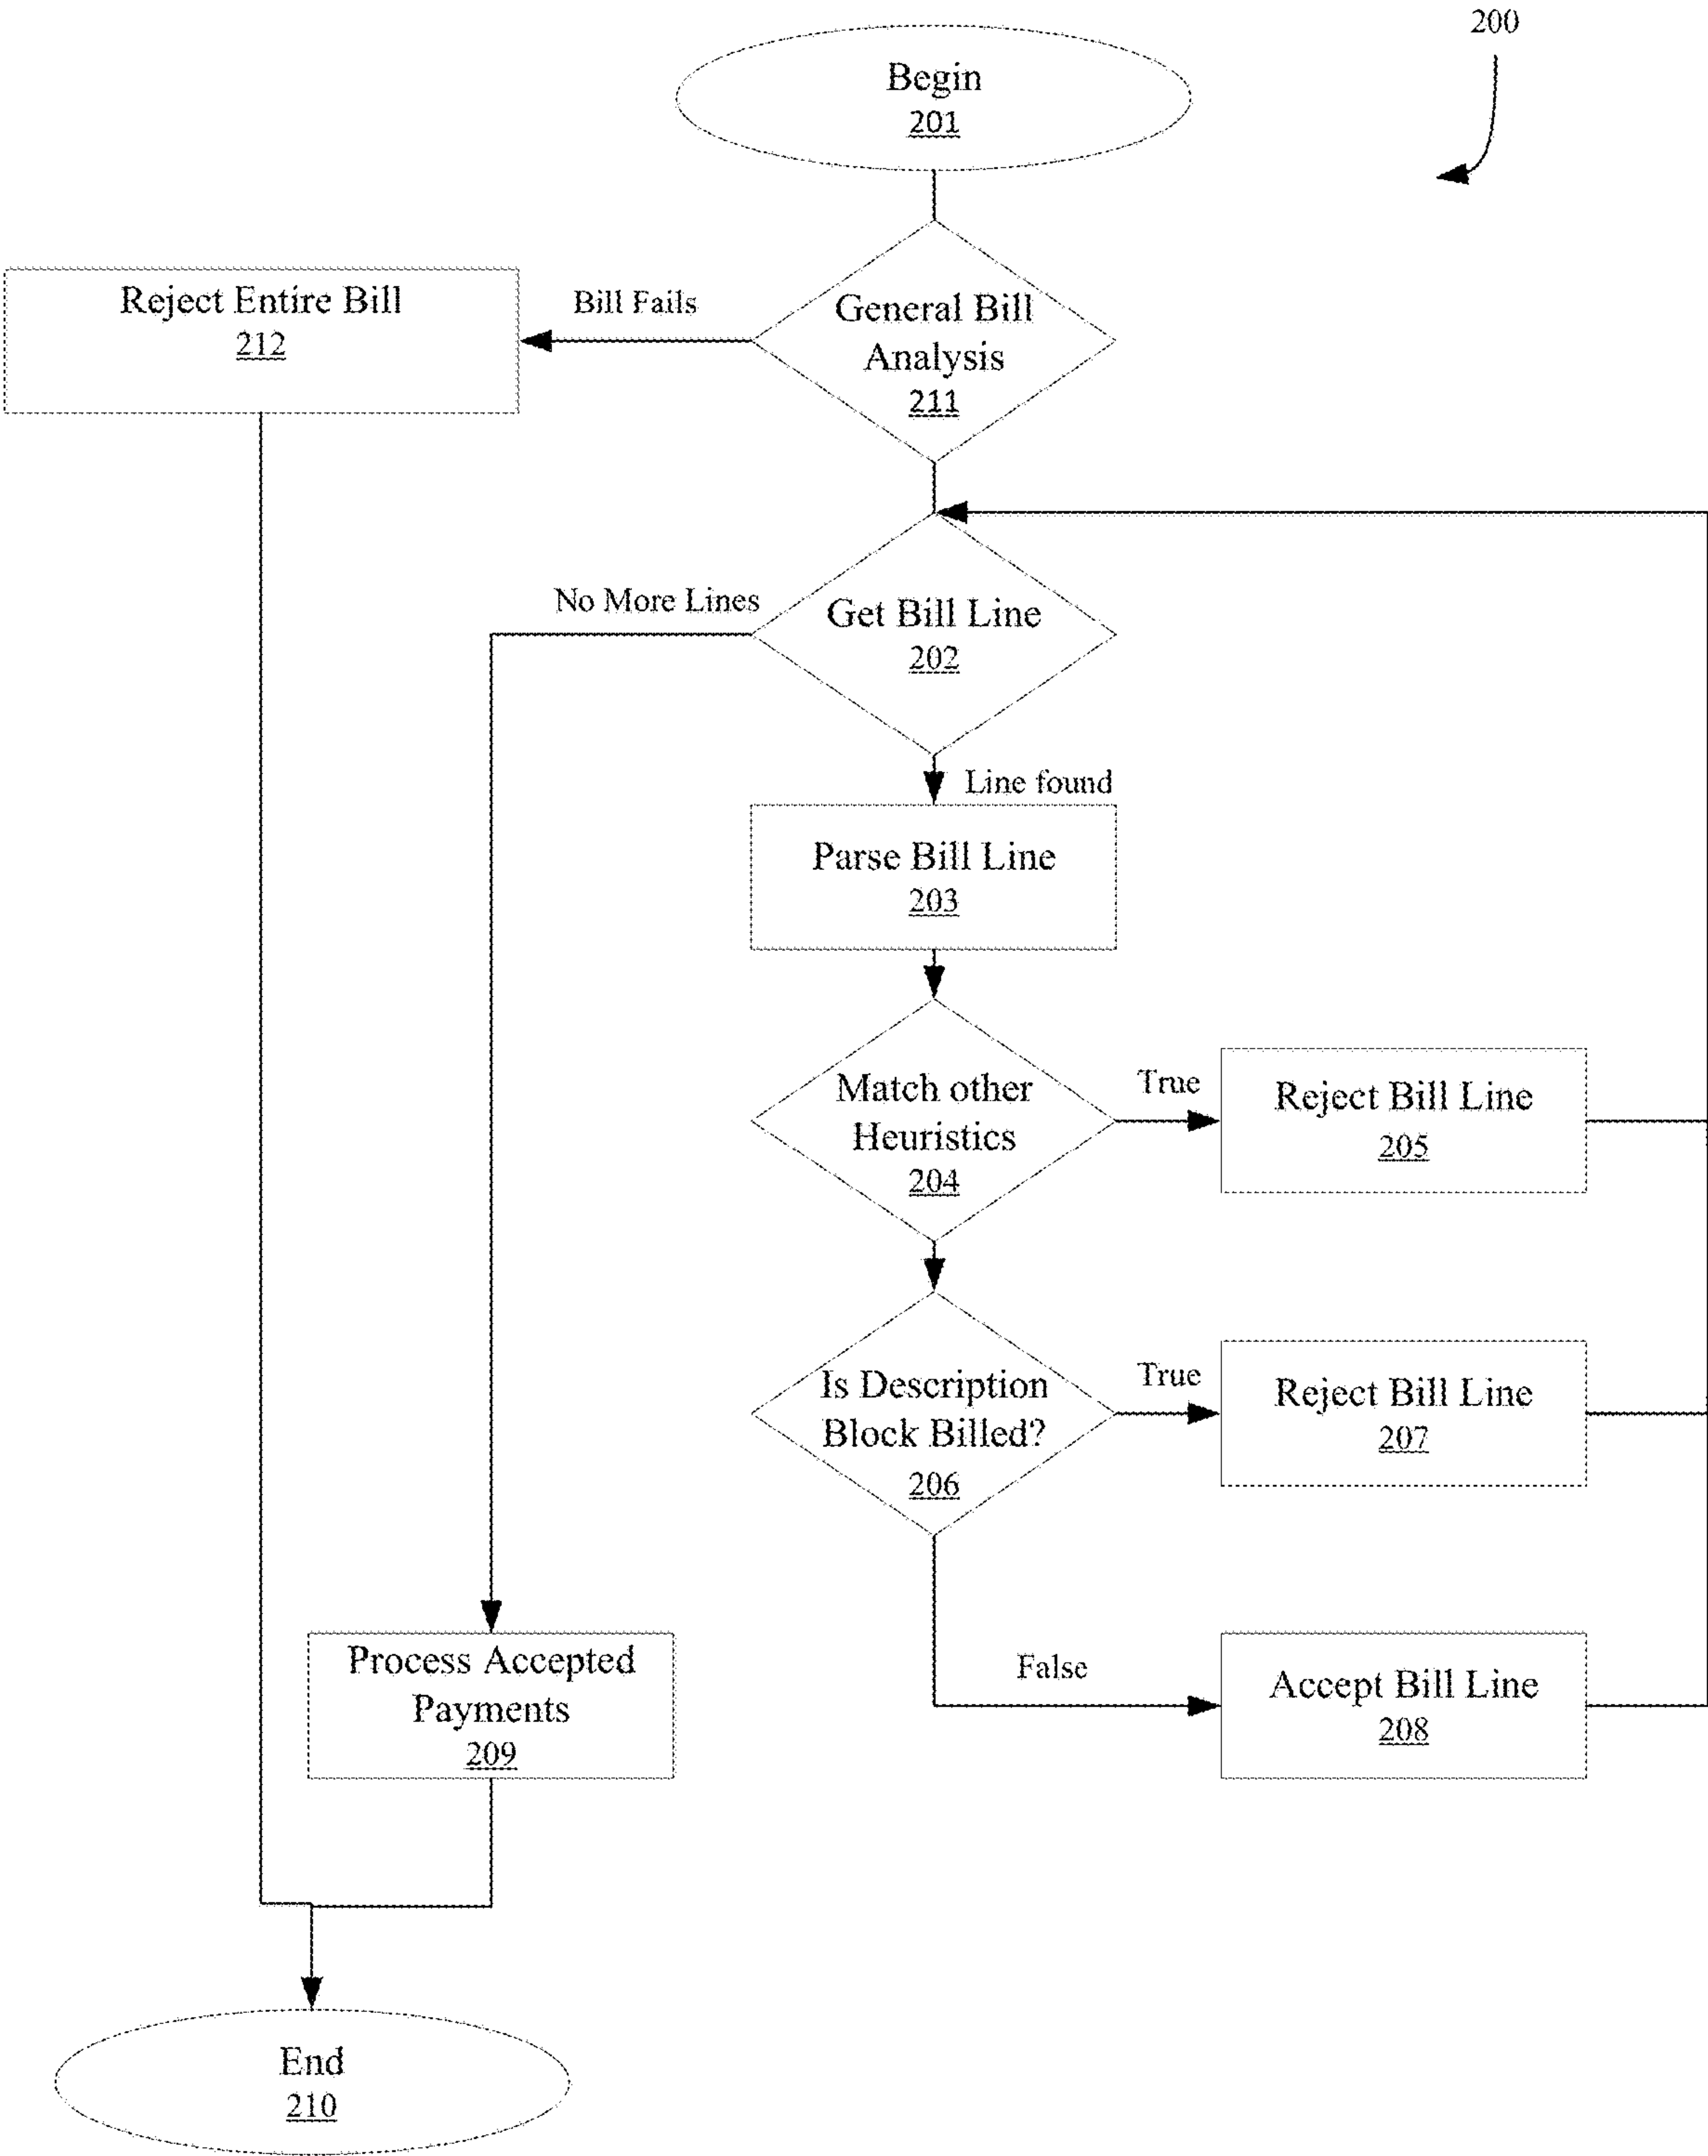 200
Begin
201
Reject Entire Bill
212
Bill Fails
General Bill
Analysis
211
No More Lines
Get Bill Line
202
Line found
Parse Bill Line
203
Match other
Heuristics
204
True
Reject Bill Line
205
Is Description
Block Billed?
206
True
Reject Bill Line
207
False
Accept Bill Line
208
Process Accepted
Payments
209
End
210